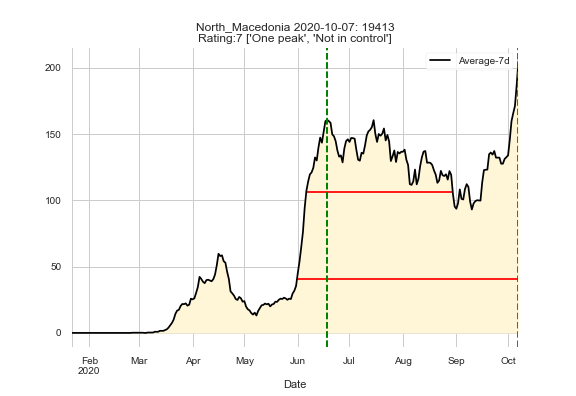 North_Macedonia 2020-10-07: 19413
Rating:7 ['One peak', 'Not in control']
Average-7d
200
150
100
50
0
Feb
2020
Mar
Apr
May
Jun
Jul
Aug
Sep
Oct
Date